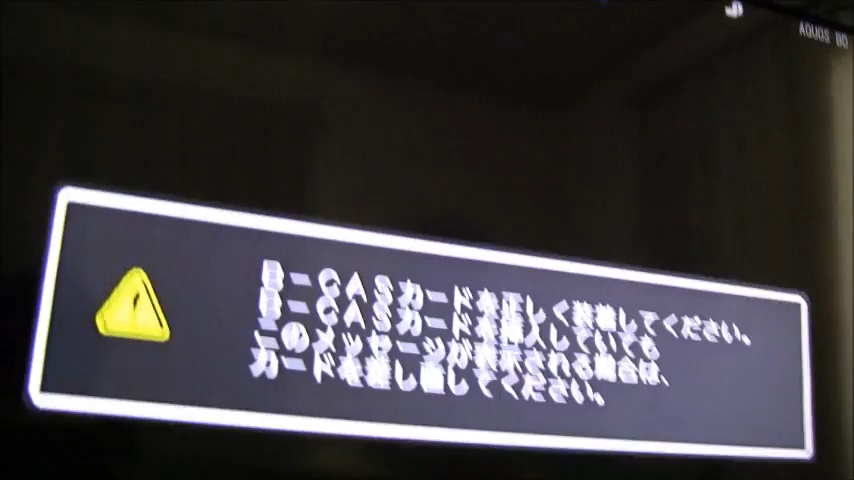 AQUOS BD
B-CASカードを正しく装着してください。
B-CASカードを挿入していても
このメッセージが表示される場合は、
カードを差し直してください。